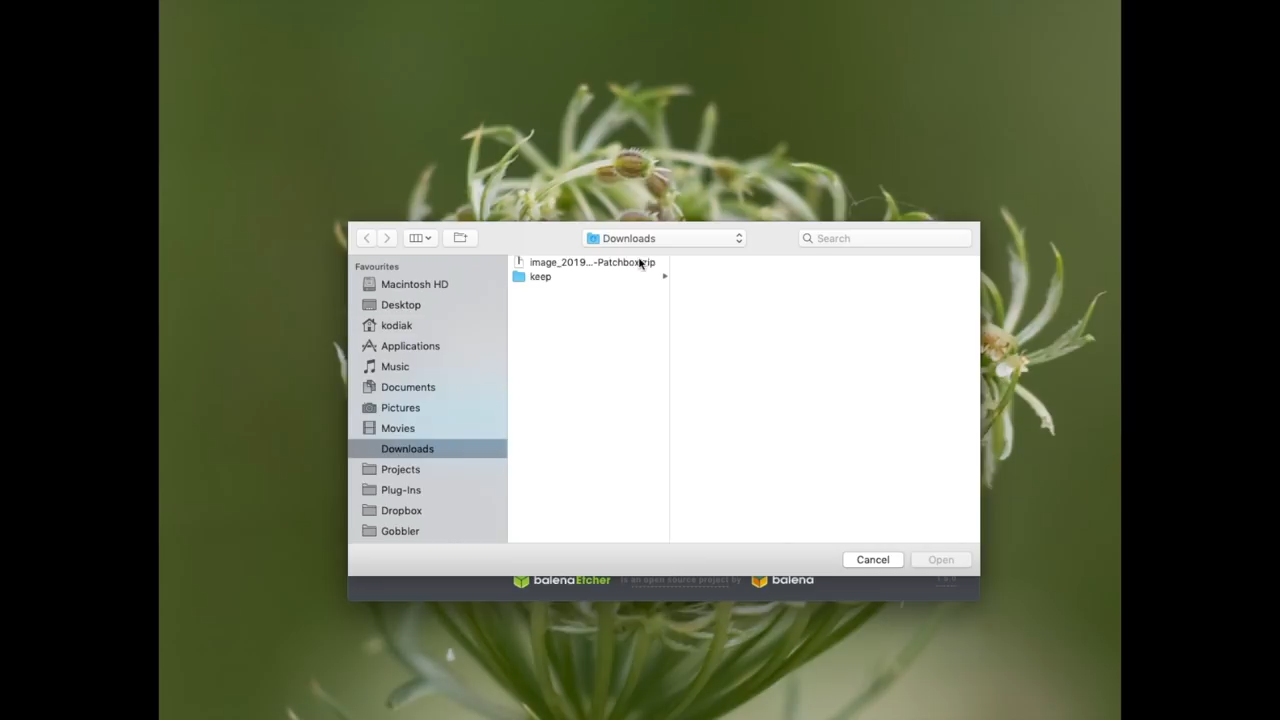 Downloads
Search
Favourites
Macintosh HD
Desktop
kodiak
Applications
Music
Documents
Pictures
Movies
Downloads
Projects
Plug-Ins
Dropbox
Gobbler
image_2019...-Patchbox.zip
keep
Cancel
Open
balenaEtcher is an open source project by balena